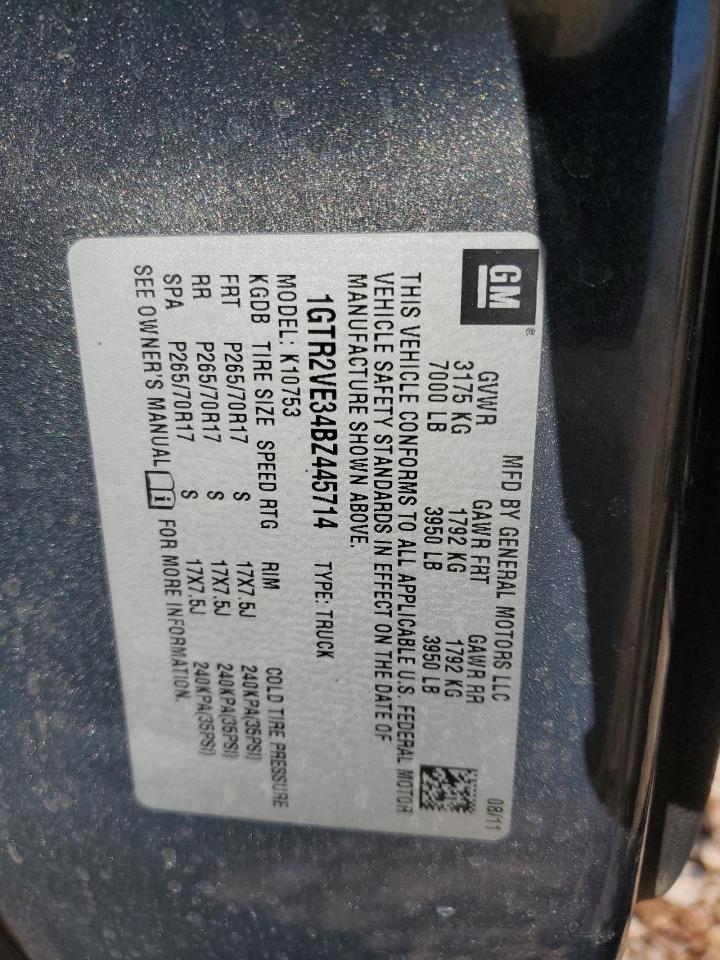 GM®
MFD BY GENERAL MOTORS LLC 08/11
GVWR GAWR FRT GAWR RR
3175 KG 1792 KG 1792 KG
7000 LB 3950 LB 3950 LB
THIS VEHICLE CONFORMS TO ALL APPLICABLE U.S. FEDERAL MOTOR
VEHICLE SAFETY STANDARDS IN EFFECT ON THE DATE OF
MANUFACTURE SHOWN ABOVE.
1GTR2VE34BZ445714 TYPE: TRUCK
MODEL: K10753
KGDB TIRE SIZE SPEED RTG RIM COLD TIRE PRESSURE
FRT P265/70R17 S 17X7.5J 240KPA(35PSI)
RR P265/70R17 S 17X7.5J 240KPA(35PSI)
SPA P265/70R17 S 17X7.5J 240KPA(35PSI)
SEE OWNER'S MANUAL i FOR MORE INFORMATION.